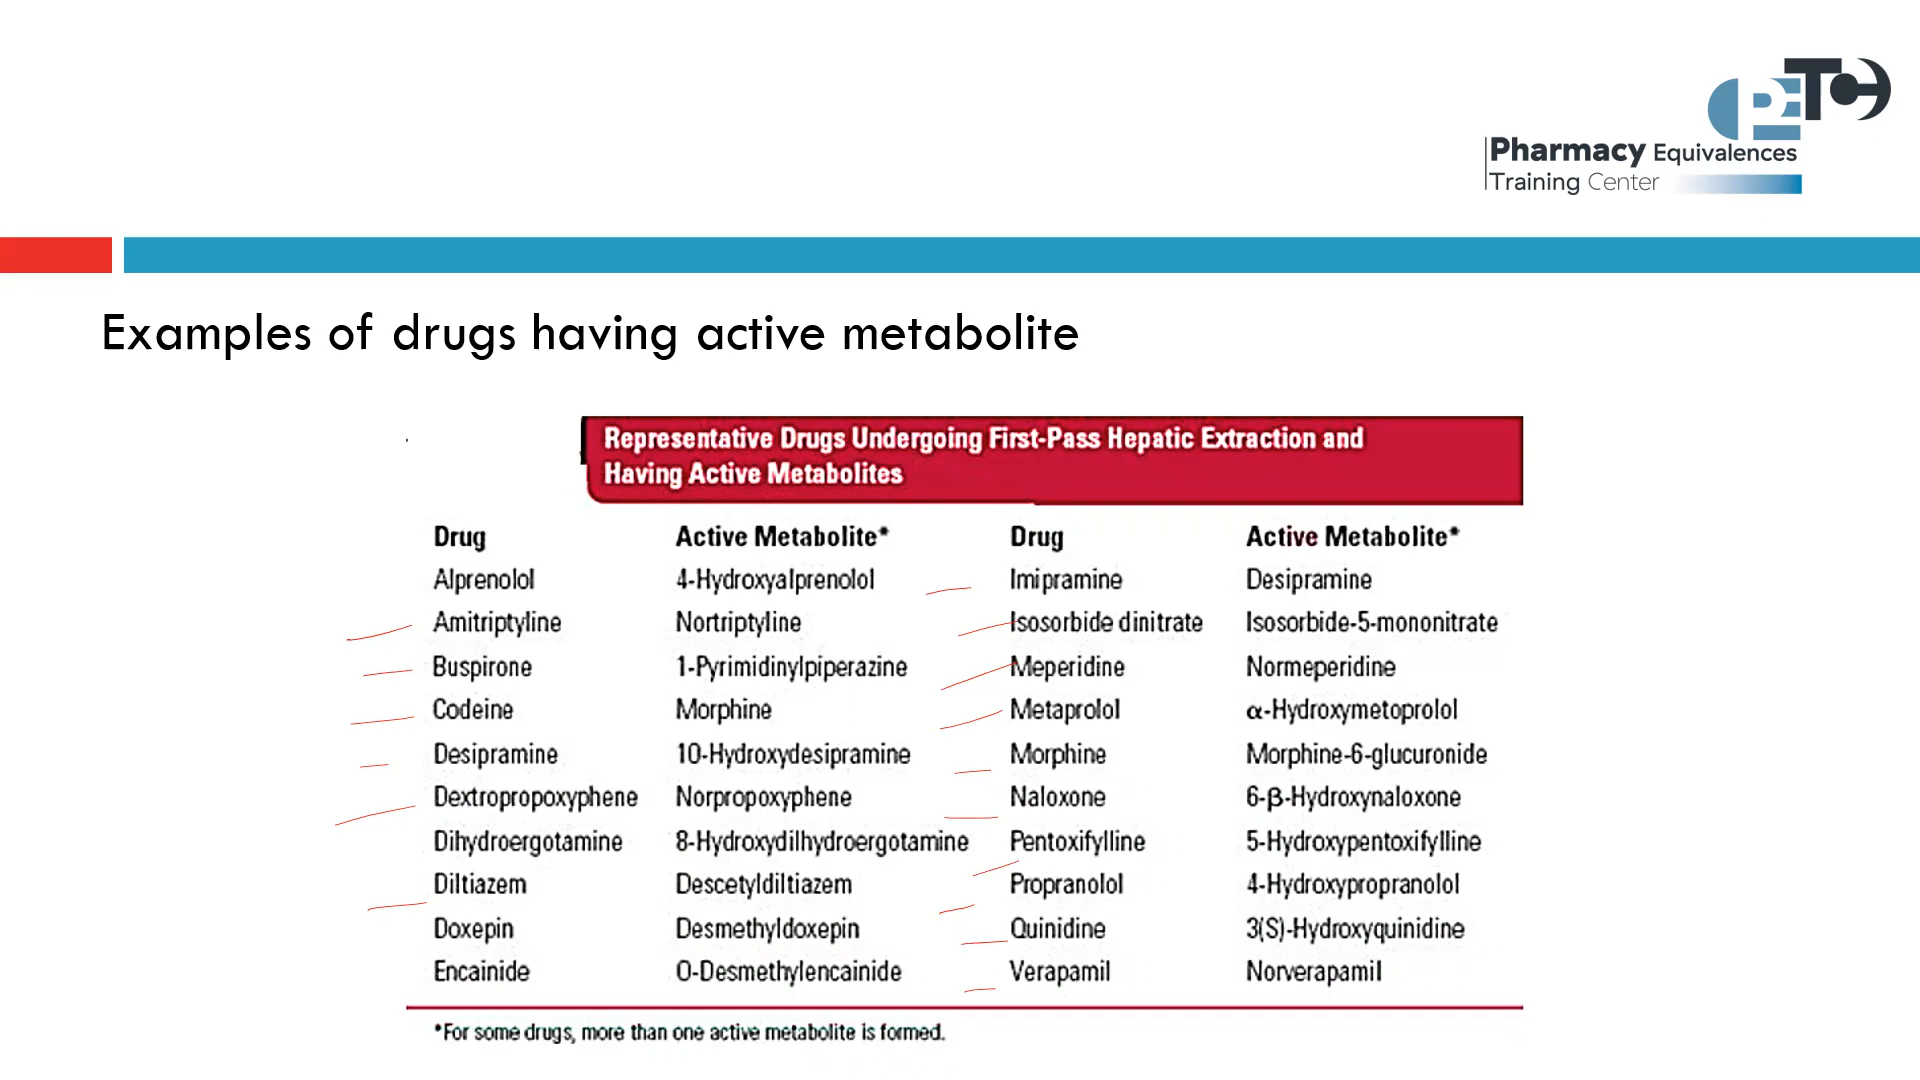 PETC
Pharmacy Equivalences
Training Center
Examples of drugs having active metabolite
Representative Drugs Undergoing First-Pass Hepatic Extraction and
Having Active Metabolites
Drug Active Metabolite* Drug Active Metabolite*
Alprenolol 4-Hydroxyalprenolol Imipramine Desipramine
Amitriptyline Nortriptyline Isosorbide dinitrate Isosorbide-5-mononitrate
Buspirone 1-Pyrimidinylpiperazine Meperidine Normeperidine
Codeine Morphine Metaprolol α-Hydroxymetoprolol
Desipramine 10-Hydroxydesipramine Morphine Morphine-6-glucuronide
Dextropropoxyphene Norpropoxyphene Naloxone 6-β-Hydroxynaloxone
Dihydroergotamine 8-Hydroxydilhydroergotamine Pentoxifylline 5-Hydroxypentoxifylline
Diltiazem Descetyldiltiazem Propranolol 4-Hydroxypropranolol
Doxepin Desmethyldoxepin Quinidine 3(S)-Hydroxyquinidine
Encainide O-Desmethylencainide Verapamil Norverapamil
*For some drugs, more than one active metabolite is formed.